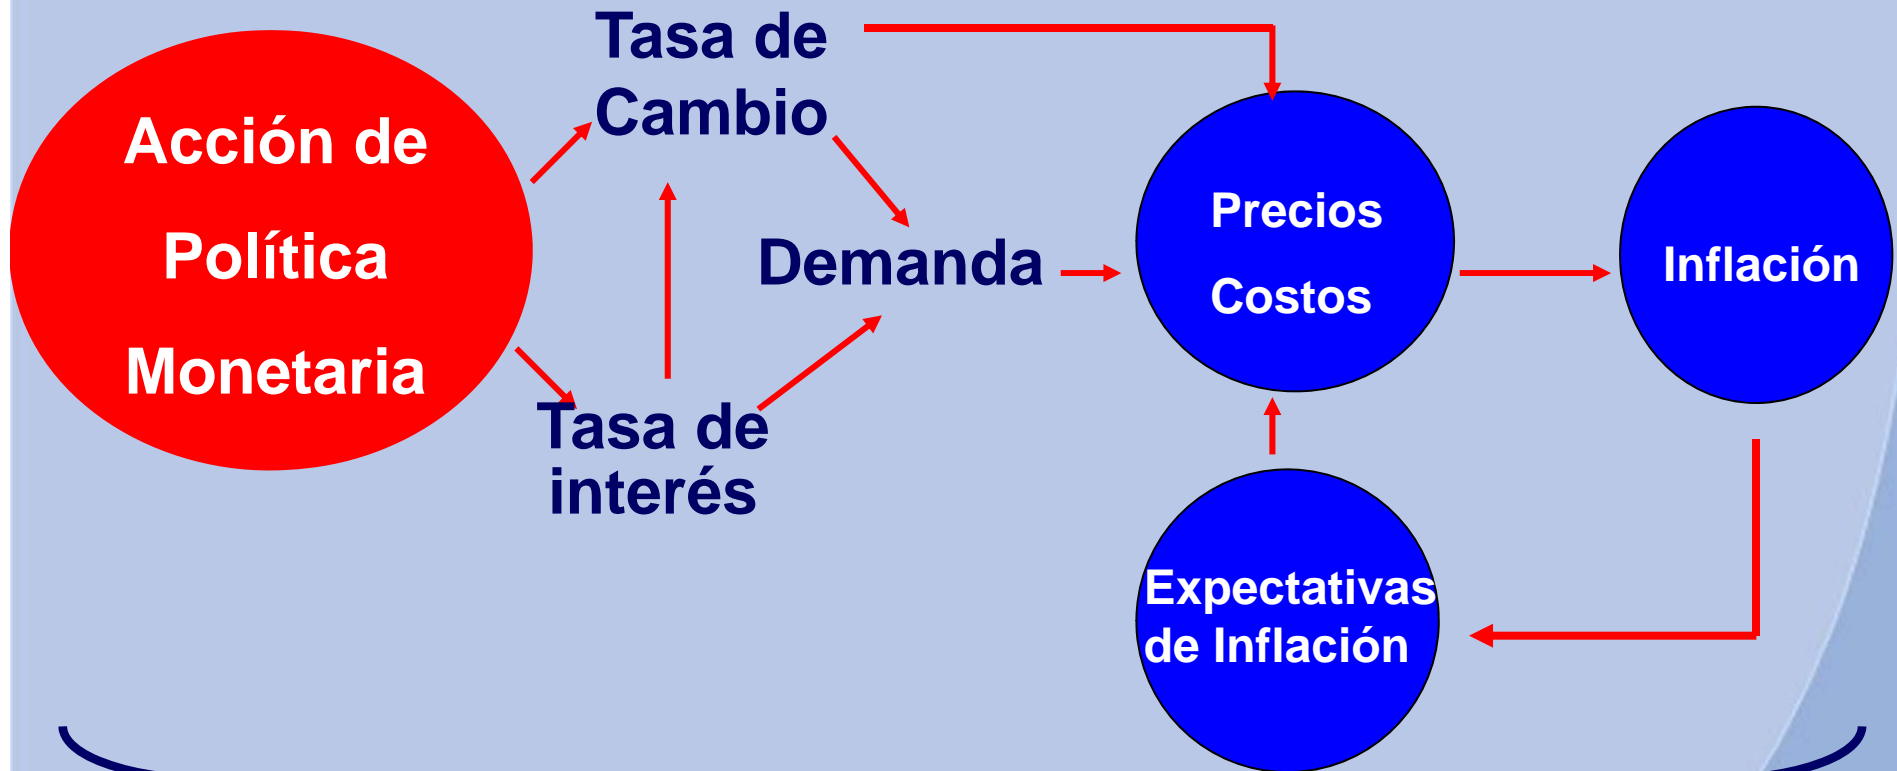 Tasa de
Cambio
Acción de
Política
Monetaria
Demanda
Tasa de
interés
Precios
Costos
Inflación
Expectativas
de Inflación